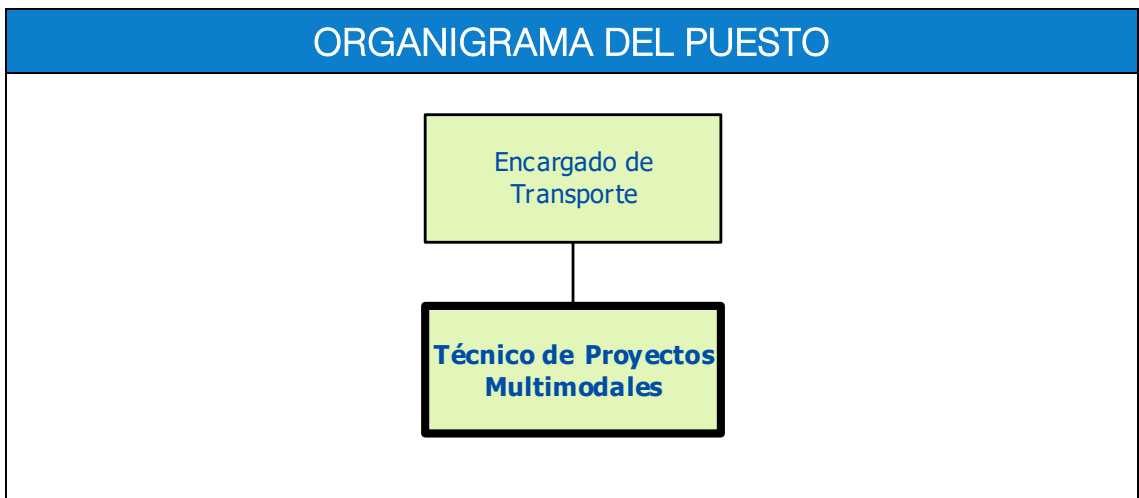 ORGANIGRAMA DEL PUESTO
Encargado de
Transporte
Técnico de Proyectos
Multimodales